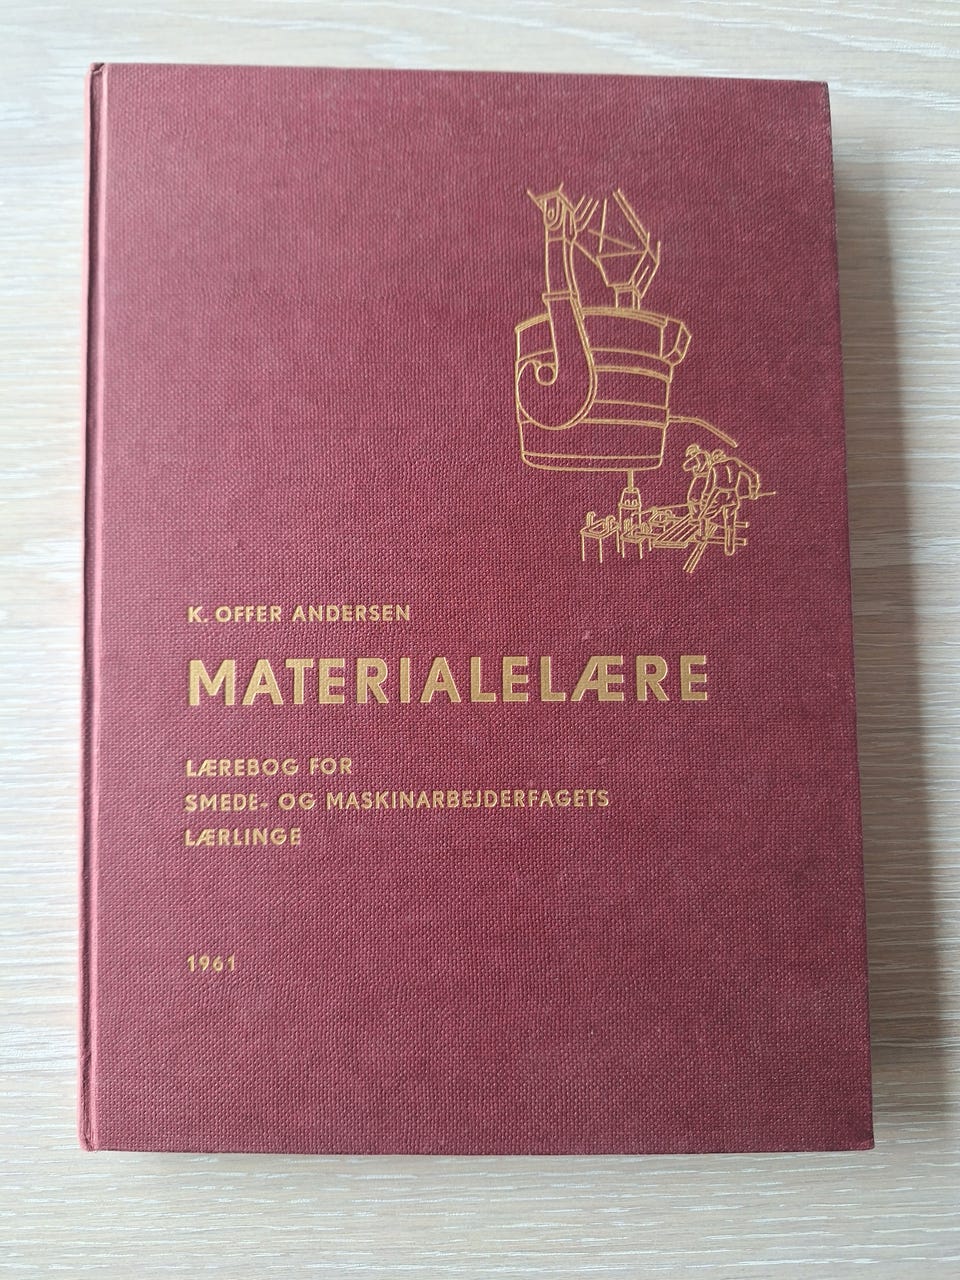 K. OFFER ANDERSEN
MATERIALELÆRE
LÆREBOG FOR
SMEDE- OG MASKINARBEJDERFAGETS
LÆRLINGE
1961